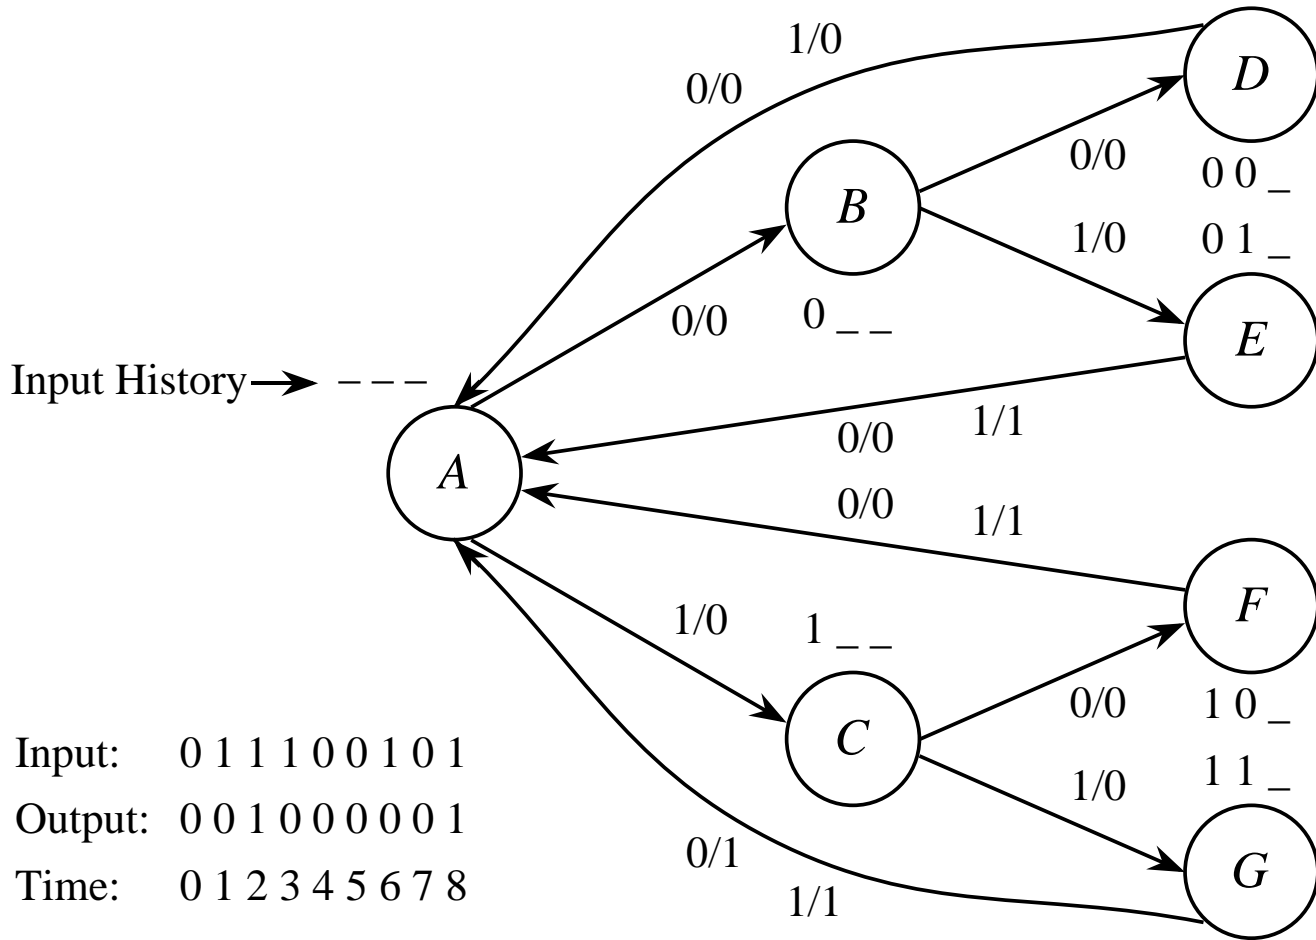 1/0
D
0/0
B
0/0
0 0 _
1/0
0 1 _
0/0
0 _ _
E
Input History _ _ _
1/1
0/0
A
0/0
1/1
F
1/0
1 _ _
0/0
1 0 _
C
Input: 0 1 1 1 0 0 1 0 1
1/0
1 1 _
Output: 0 0 1 0 0 0 0 0 1
0/1
G
Time: 0 1 2 3 4 5 6 7 8
1/1